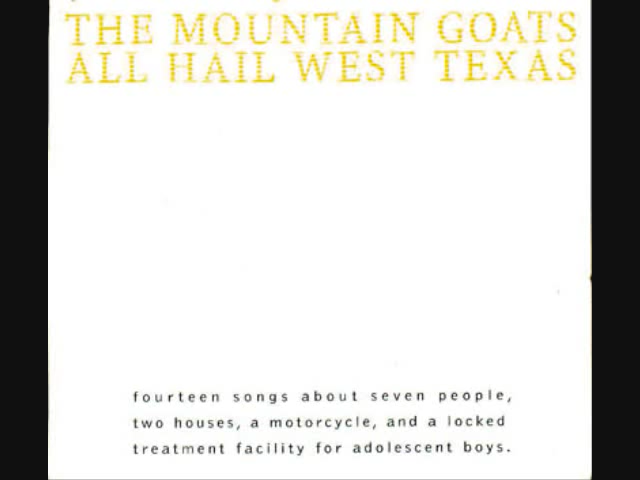 THE MOUNTAIN GOATS
ALL HAIL WEST TEXAS
fourteen songs about seven people,
two houses, a motorcycle, and a locked
treatment facility for adolescent boys.